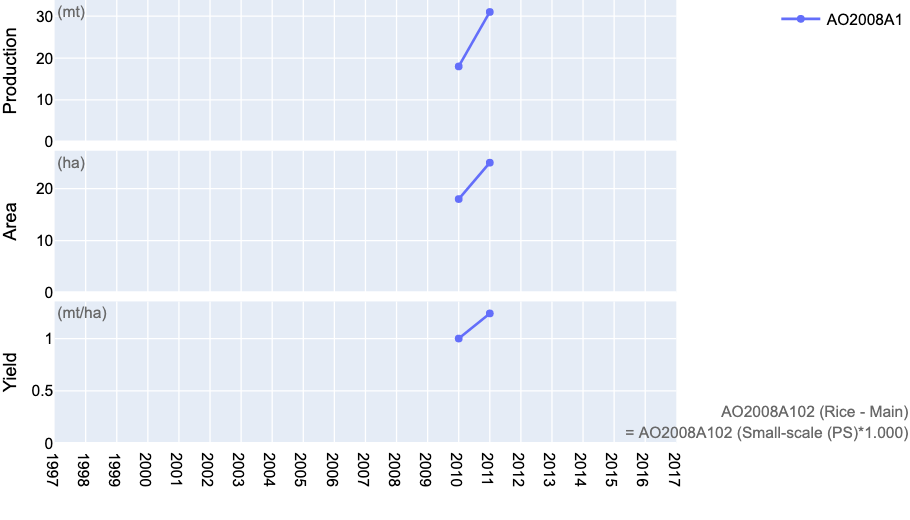 (mt)
AO2008A1
30
20
10
0
Production
(ha)
20
10
0
Area
(mt/ha)
1
0.5
0
Yield
AO2008A102 (Rice - Main)
= AO2008A102 (Small-scale (PS)*1.000)
1997 1998 1999 2000 2001 2002 2003 2004 2005 2006 2007 2008 2009 2010 2011 2012 2013 2014 2015 2016 2017